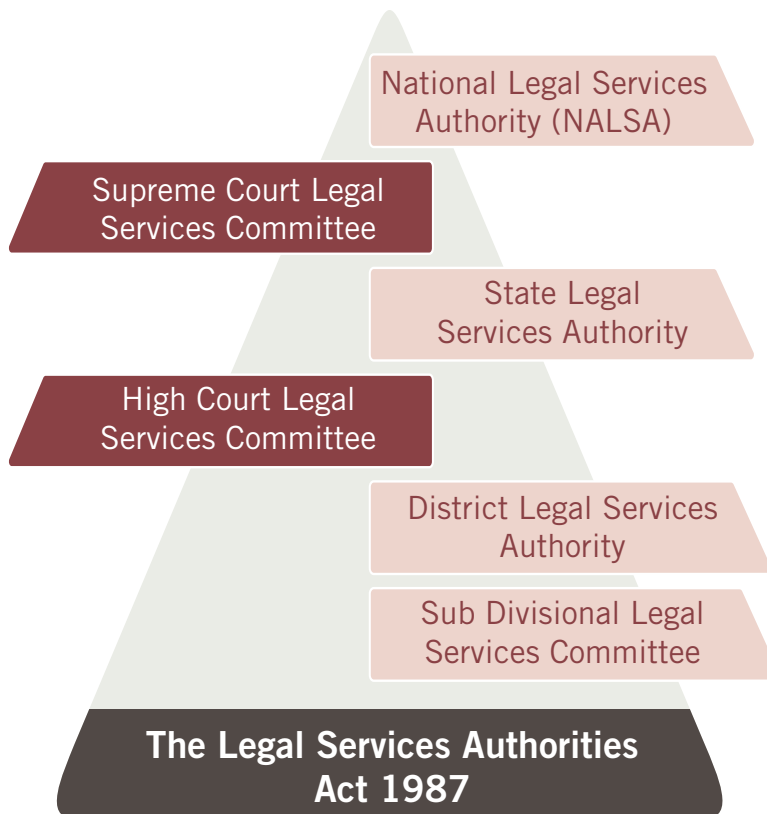 National Legal Services
Authority (NALSA)
Supreme Court Legal
Services Committee
State Legal
Services Authority
High Court Legal
Services Committee
District Legal Services
Authority
Sub Divisional Legal
Services Committee
The Legal Services Authorities
Act 1987